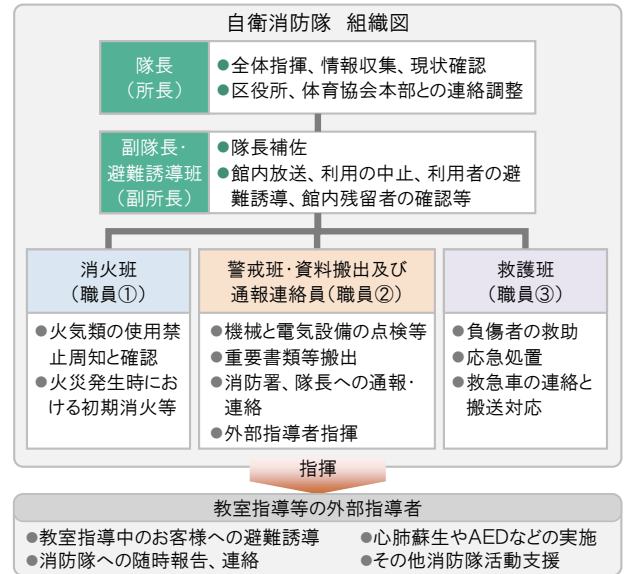 自衛消防隊 組織図
隊長
(所長)
●全体指揮、情報収集、現状確認
●区役所、体育協会本部との連絡調整
副隊長・
避難誘導班
(副所長)
●隊長補佐
●館内放送、利用の中止、利用者の避
難誘導、館内残留者の確認等
消火班
(職員①)
●火気類の使用禁
止周知と確認
●火災発生時にお
ける初期消火等
警戒班・資料搬出及び
通報連絡員(職員②)
●機械と電気設備の点検等
●重要書類等搬出
●消防署、隊長への通報・
連絡
●外部指導者指揮
救護班
(職員③)
●負傷者の救助
●応急処置
●救急車の連絡と
搬送対応
指揮
教室指導等の外部指導者
●教室指導中のお客様への避難誘導
●消防隊への随時報告、連絡
●心肺蘇生やAEDなどの実施
●その他消防隊活動支援